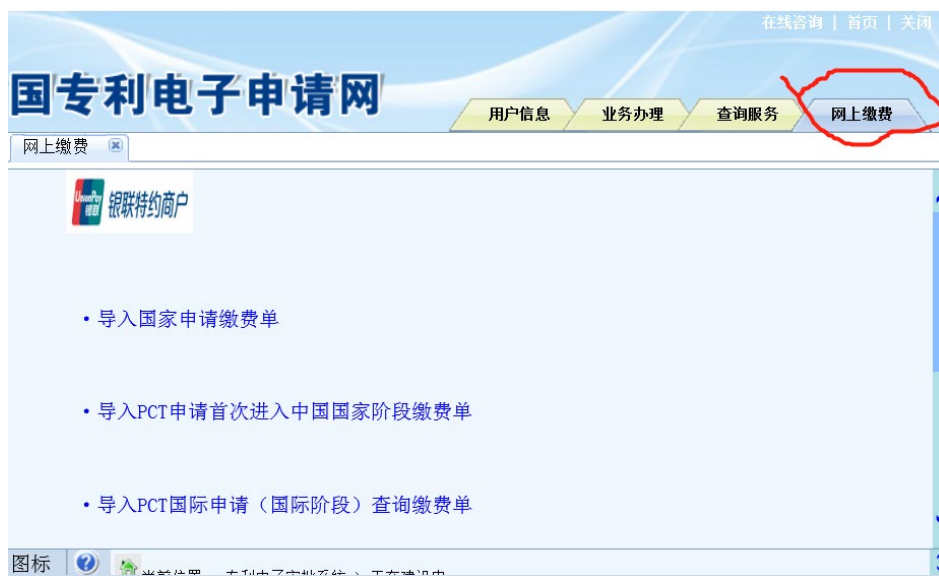 在线咨询 | 首页 | 关闭
国专利电子申请网
用户信息 业务办理 查询服务 网上缴费
网上缴费
UnionPay 银联 银联特约商户
• 导入国家申请缴费单
• 导入PCT申请首次进入中国国家阶段缴费单
• 导入PCT国际申请（国际阶段）查询缴费单
图标